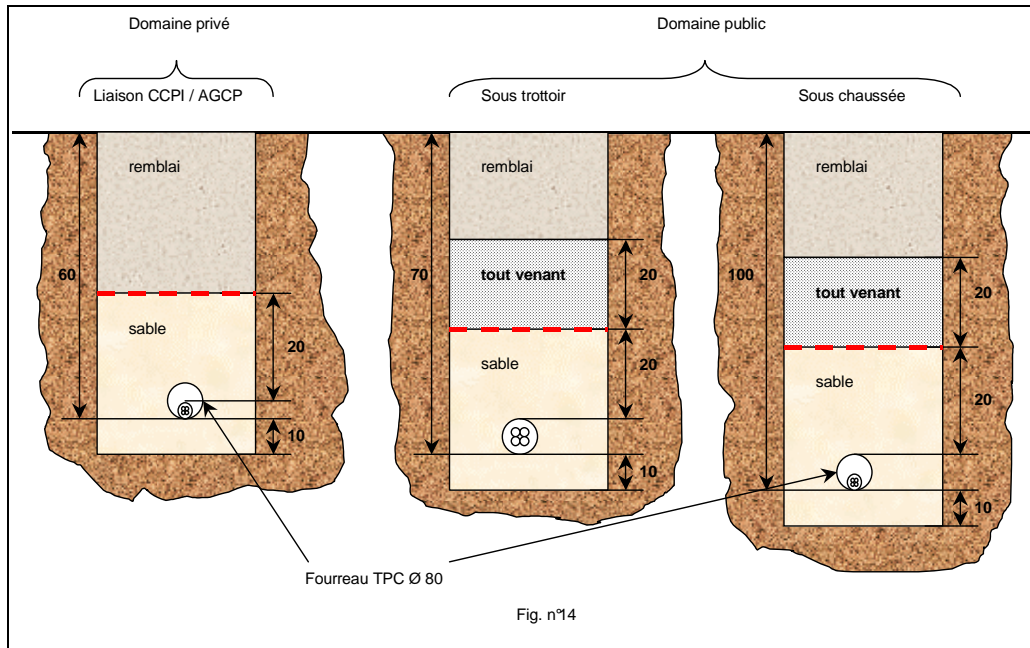 Domaine privé Domaine public
Liaison CCPI / AGCP Sous trottoir Sous chaussée
remblai remblai remblai
60 70 tout venant 20 100 tout venant 20
sable 20 sable 20 sable 20
10 10 10
Fourreau TPC Ø 80
Fig. n°14